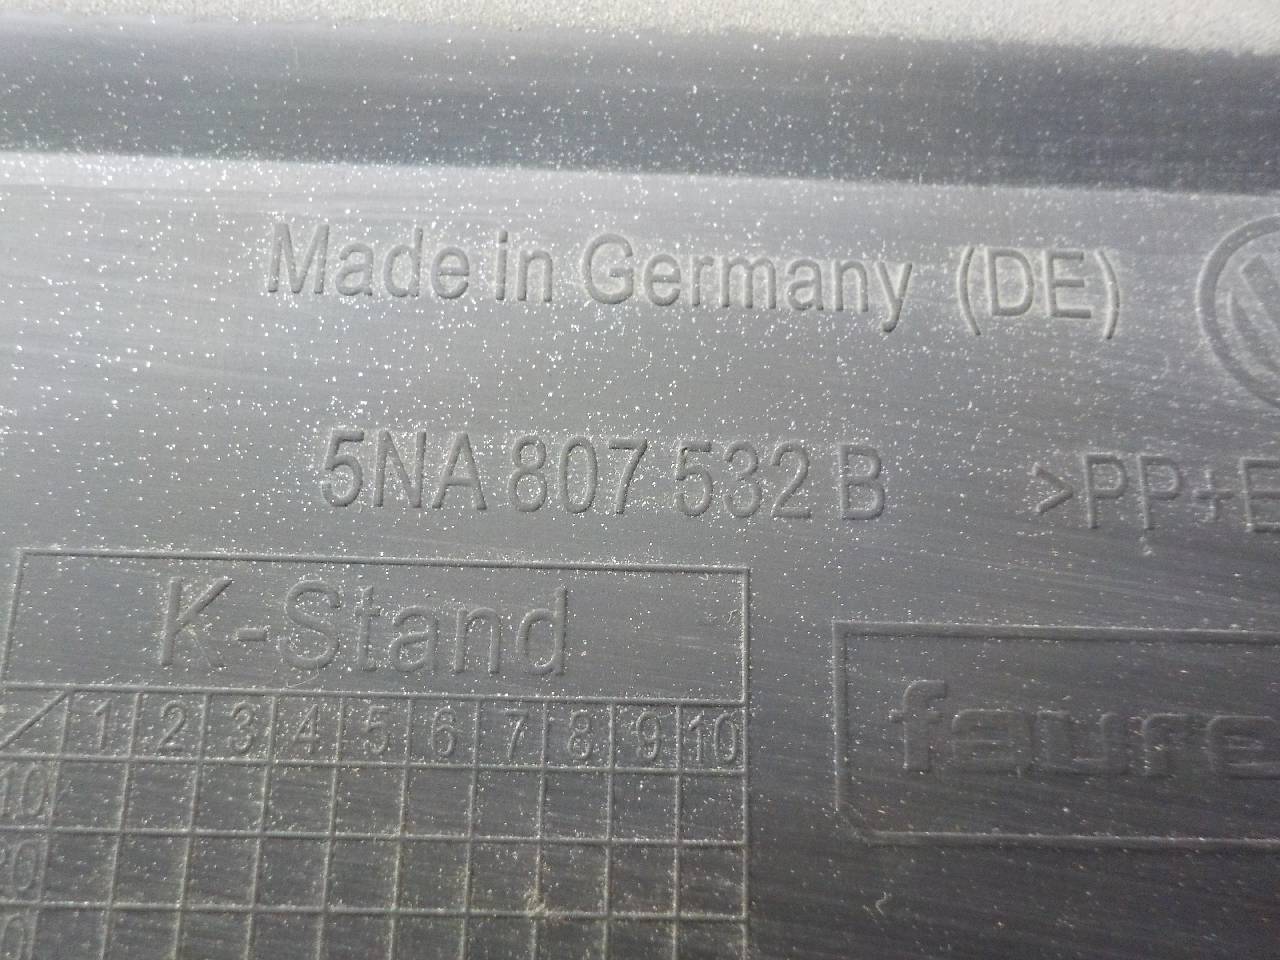 Made in Germany (DE)
5NA 807 532 B
>PP+E
K-Stand
faure
1 2 3 4 5 6 7 8 9 10
10